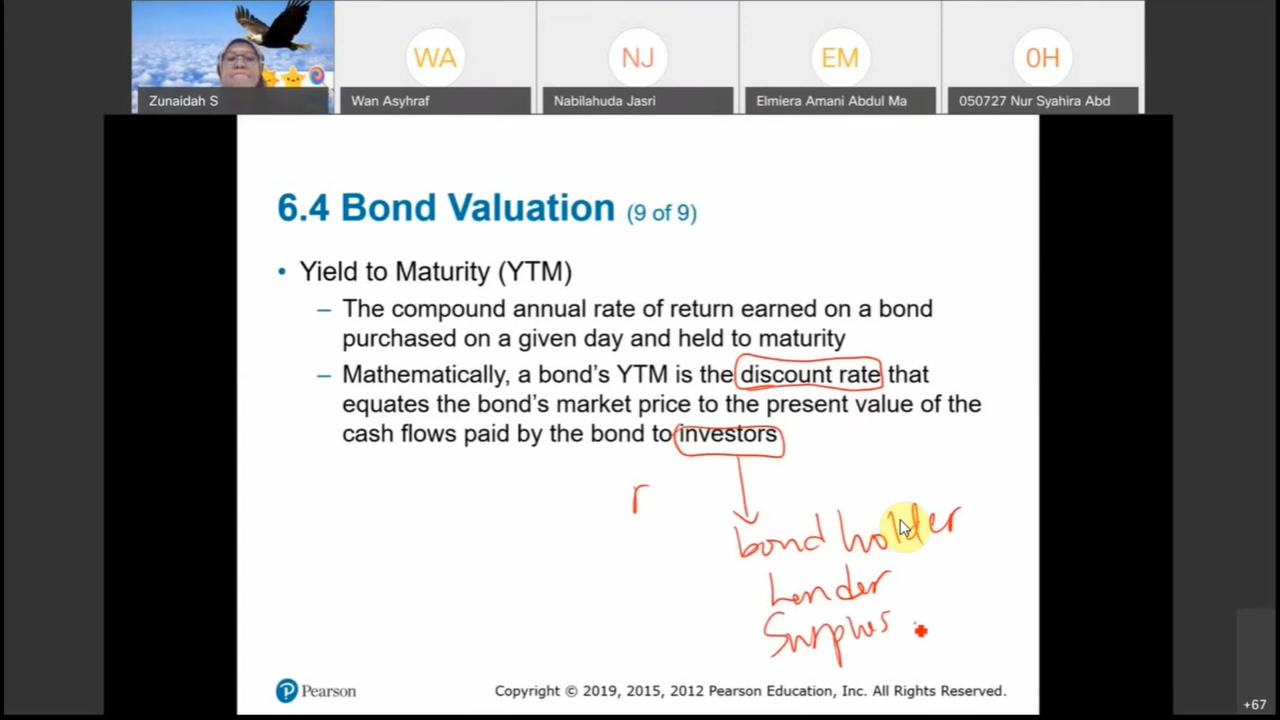 WA
NJ
EM
0H
Zunaidah S
Wan Asyhraf
Nabilahuda Jasri
Elmiera Amani Abdul Ma
050727 Nur Syahira Abd
6.4 Bond Valuation (9 of 9)
• Yield to Maturity (YTM)
– The compound annual rate of return earned on a bond
purchased on a given day and held to maturity
– Mathematically, a bond's YTM is the discount rate that
equates the bond's market price to the present value of the
cash flows paid by the bond to investors
r
bond holder
Lender
Surplus
Pearson
Copyright © 2019, 2015, 2012 Pearson Education, Inc. All Rights Reserved.
+67